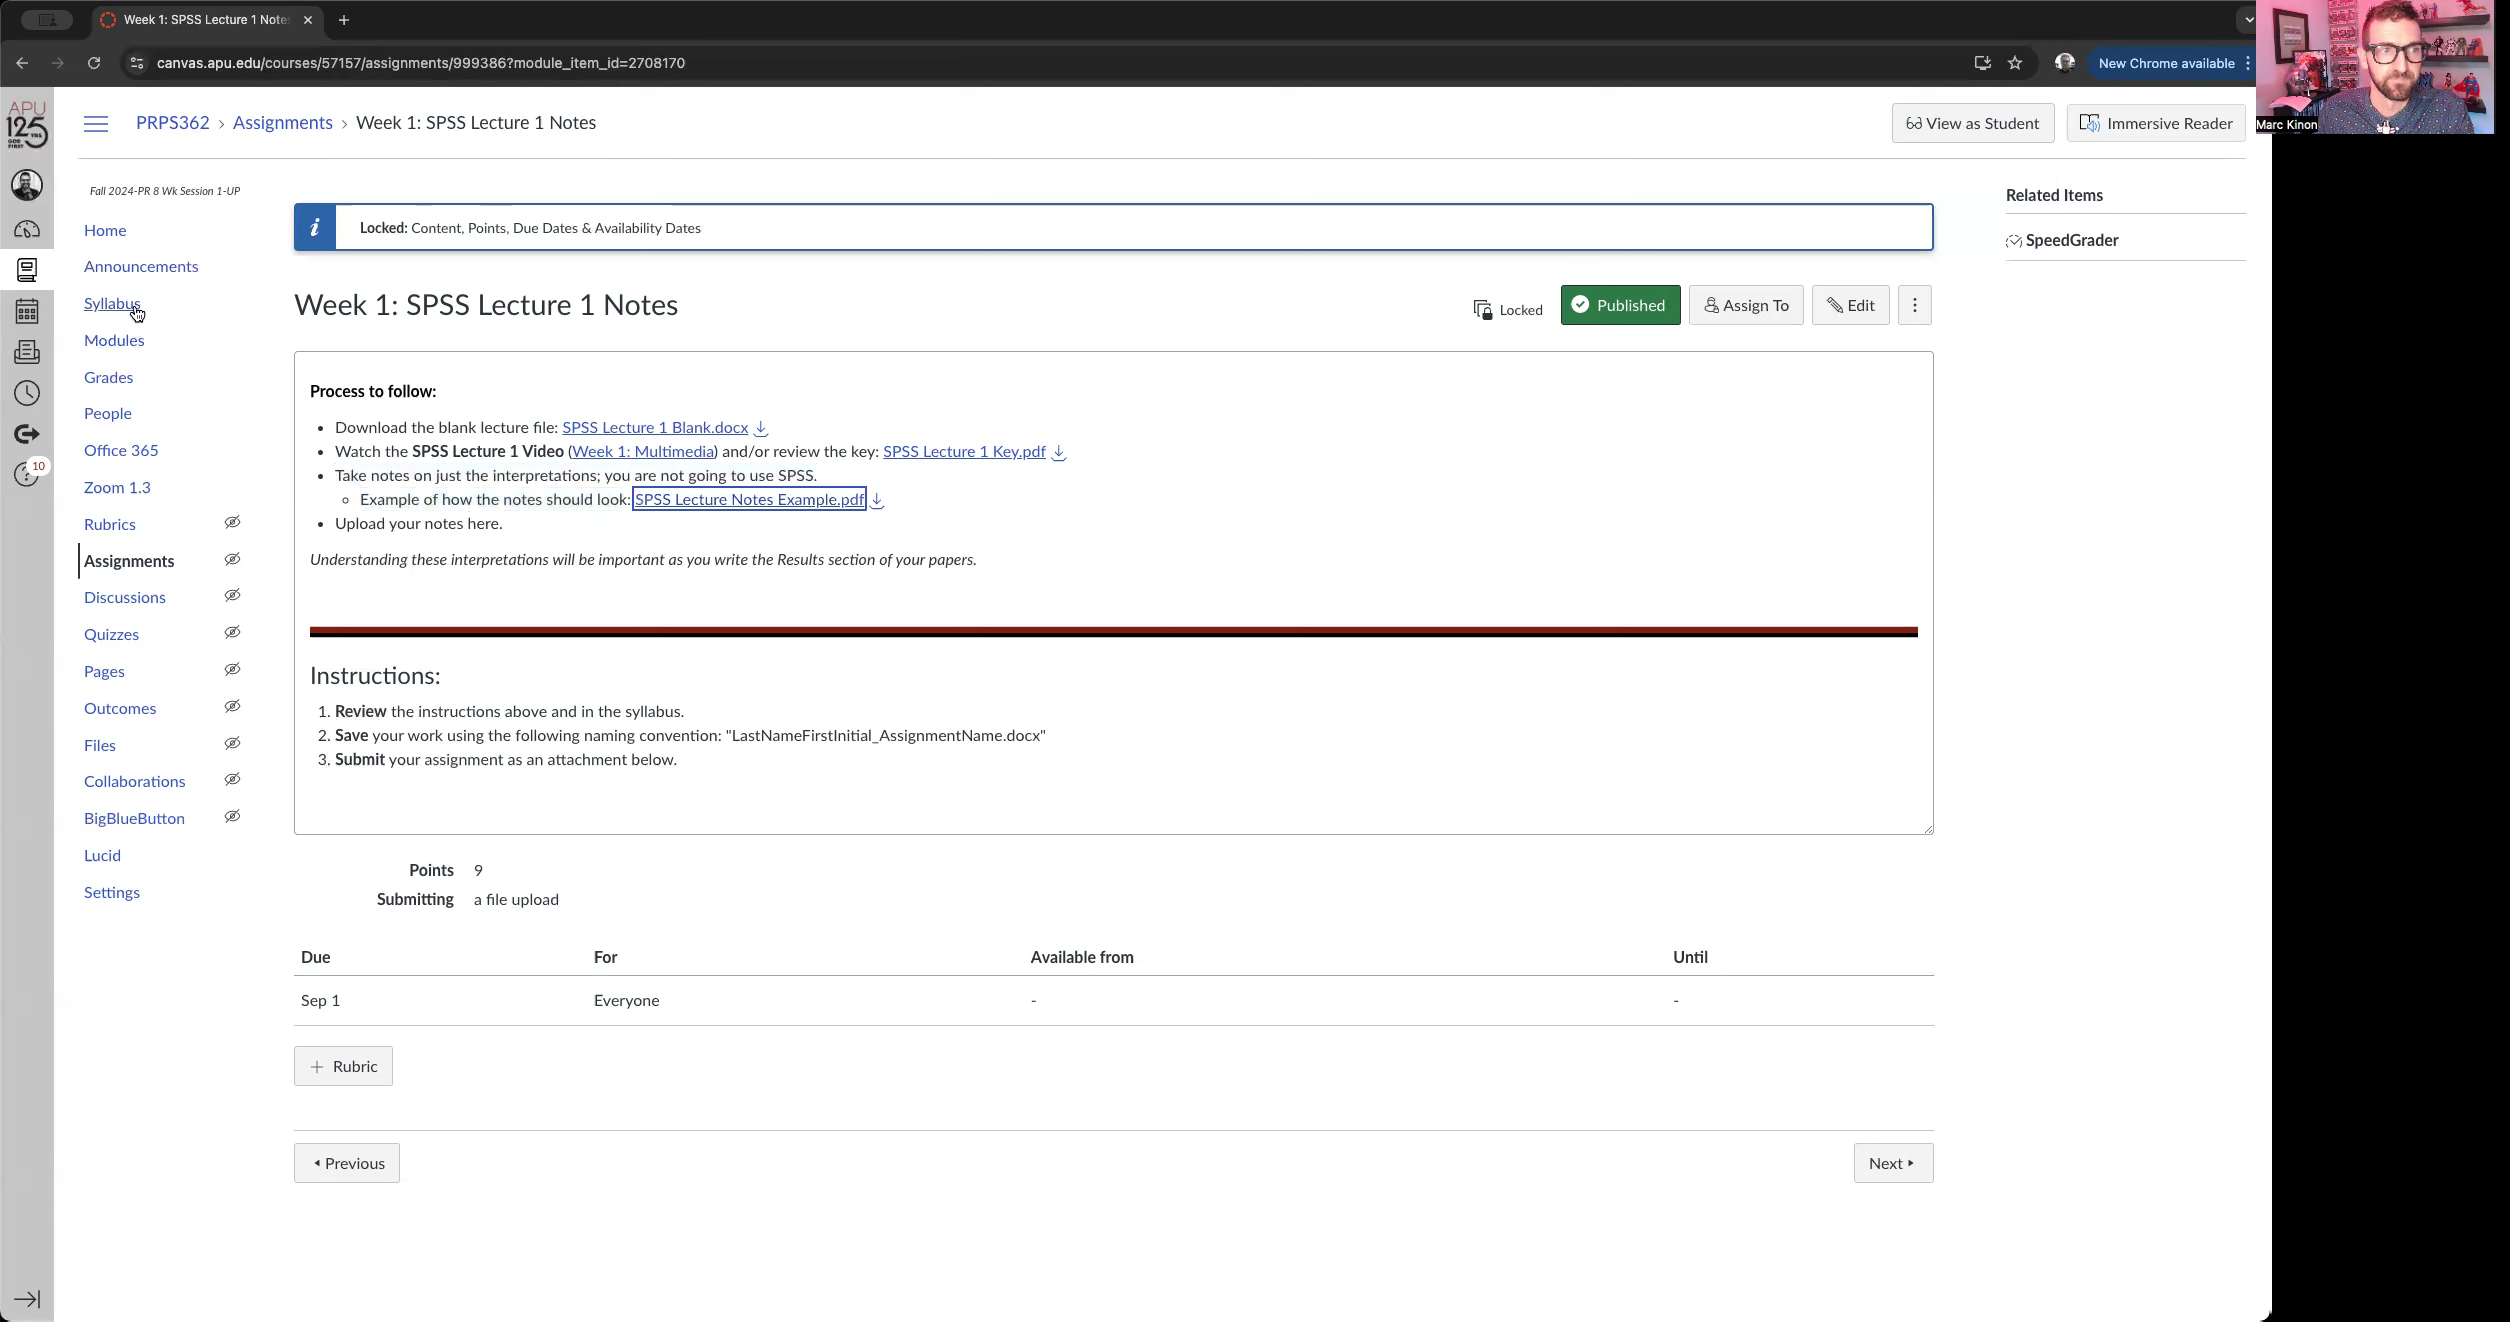 Week 1: SPSS Lecture 1 Note
canvas.apu.edu/courses/57157/assignments/999386?module_item_id=2708170
New Chrome available
Marc Kinon
APU
125
YRS
GOD FIRST
10
PRPS362 › Assignments › Week 1: SPSS Lecture 1 Notes
View as Student
Immersive Reader
Fall 2024-PR 8 Wk Session 1-UP
Home
Announcements
Syllabus
Modules
Grades
People
Office 365
Zoom 1.3
Rubrics
Assignments
Discussions
Quizzes
Pages
Outcomes
Files
Collaborations
BigBlueButton
Lucid
Settings
Locked: Content, Points, Due Dates & Availability Dates
Related Items
SpeedGrader
Week 1: SPSS Lecture 1 Notes
Locked
Published
Assign To
Edit
Process to follow:
• Download the blank lecture file: SPSS Lecture 1 Blank.docx
• Watch the SPSS Lecture 1 Video (Week 1: Multimedia) and/or review the key: SPSS Lecture 1 Key.pdf
• Take notes on just the interpretations; you are not going to use SPSS.
◦ Example of how the notes should look: SPSS Lecture Notes Example.pdf
• Upload your notes here.
Understanding these interpretations will be important as you write the Results section of your papers.
Instructions:
1. Review the instructions above and in the syllabus.
2. Save your work using the following naming convention: "LastNameFirstInitial_AssignmentName.docx"
3. Submit your assignment as an attachment below.
Points 9
Submitting a file upload
Due For Available from Until
Sep 1 Everyone - -
+ Rubric
Previous
Next